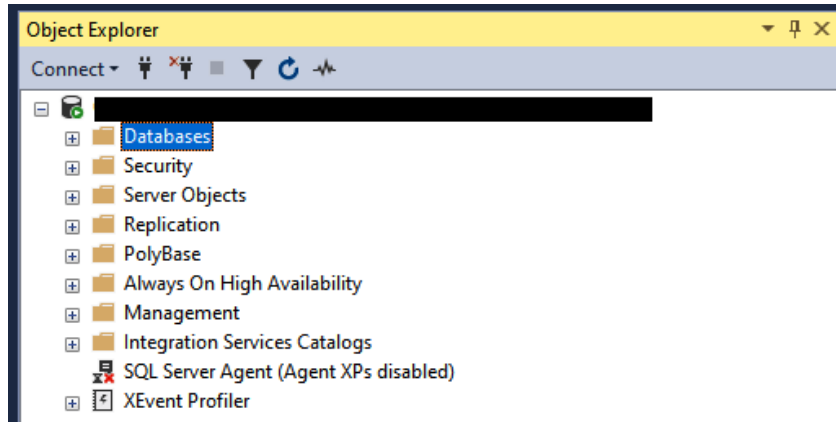 Object Explorer
Connect
Databases
Security
Server Objects
Replication
PolyBase
Always On High Availability
Management
Integration Services Catalogs
SQL Server Agent (Agent XPs disabled)
XEvent Profiler